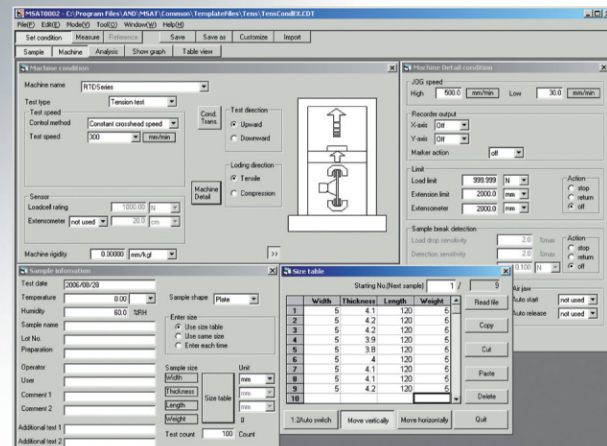 MSAT0002 - C:\Program Files\AND\MSAT\Common\TemplateFiles\Tens\TensCondEX.CDT
File(F) Edit(E) Mode(V) Tool(O) Window(W) Help(H)
Set condition Measure Reference Save Save as Customize Import
Sample Machine Analysis Show graph Table view
Machine condition
Machine name RTDSeries
Test type Tension test
Test speed
Control method Constant crosshead speed
Test speed 300 mm/min
Cond. Trans.
Test direction
Upward
Downward
Loding direction
Tensile
Compression
Machine Detail
Sensor
Loadcell rating 1000.00 N
Extensometer not used 20.0 cm
Machine rigidity 0.00000 mm/kgf >>
Machine Detail condition
JOG speed
High 500.0 mm/min Low 30.0 mm/min
Recorder output
X-axis Off
Y-axis Off
Marker action off
Limit
Load limit 999.999 N
Extension limit 2000.0 mm
Extensometer 2000.0 mm
Action
stop
return
off
Sample break detection
Load drop sensitivity 2.0 %max
Detection sensitivity 2.0 %max
0.100 N
Action
stop
return
off
Air jaw
Auto start not used
Auto release not used
Sample information
Test date 2006/08/28
Temperature 0.00
Humidity 60.0 %RH
Sample name
Lot No.
Preparation
Operator
User
Comment 1
Comment 2
Additional text 1
Additional text 2
Sample shape Plate
Enter size
Use size table
Use same size
Enter each time
Sample size Unit
Width mm
Thickness mm
Length mm
Weight g
Size table
Test count 100 Count
Size table
Starting No.(Next sample) 1 / 9
Width Thickness Length Weight
1 5 4.1 120 5
2 5 4.2 120 5
3 5 4.2 120 5
4 5 3.9 120 5
5 5 3.8 120 5
6 5 4 120 5
7 5 4.1 120 5
8 5 4.1 120 5
9 5 4.2 120 5
10
Read file
Copy
Cut
Paste
Delete
1:2Auto switch Move vertically Move horizontally Quit